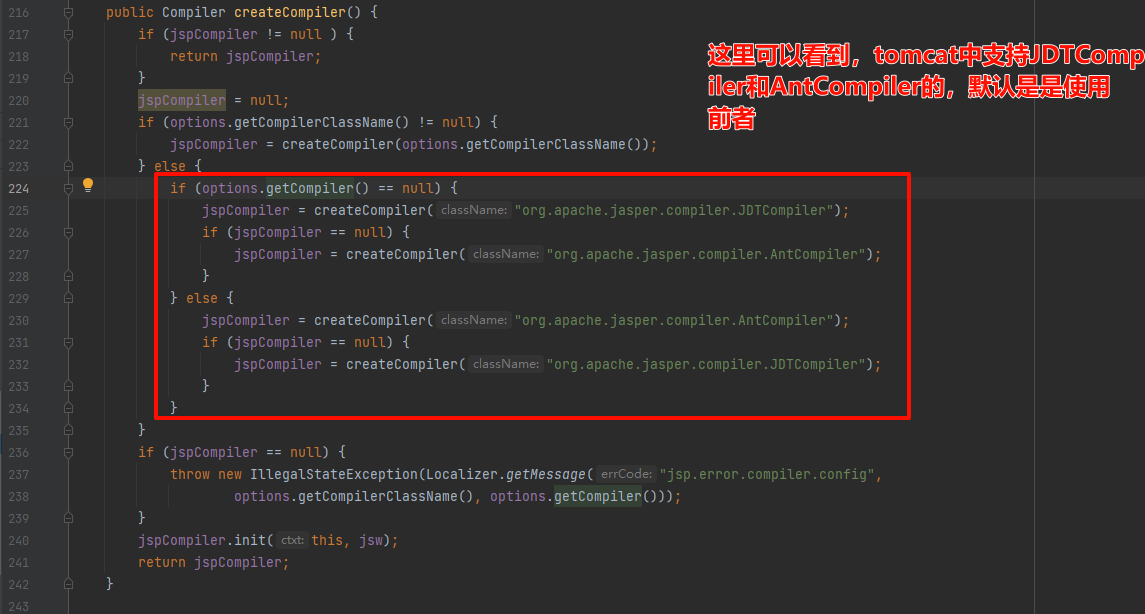 这里可以看到，tomcat中支持JDTComp
iler和AntCompiler的，默认是是使用
前者
216 public Compiler createCompiler() {
217 if (jspCompiler != null ) {
218 return jspCompiler;
219 }
220 jspCompiler = null;
221 if (options.getCompilerClassName() != null) {
222 jspCompiler = createCompiler(options.getCompilerClassName());
223 } else {
224 if (options.getCompiler() == null) {
225 jspCompiler = createCompiler( className: "org.apache.jasper.compiler.JDTCompiler");
226 if (jspCompiler == null) {
227 jspCompiler = createCompiler( className: "org.apache.jasper.compiler.AntCompiler");
228 }
229 } else {
230 jspCompiler = createCompiler( className: "org.apache.jasper.compiler.AntCompiler");
231 if (jspCompiler == null) {
232 jspCompiler = createCompiler( className: "org.apache.jasper.compiler.JDTCompiler");
233 }
234 }
235 }
236 if (jspCompiler == null) {
237 throw new IllegalStateException(Localizer.getMessage( errCode: "jsp.error.compiler.config",
238 options.getCompilerClassName(), options.getCompiler()));
239 }
240 jspCompiler.init( ctxt: this, jsw);
241 return jspCompiler;
242 }
243